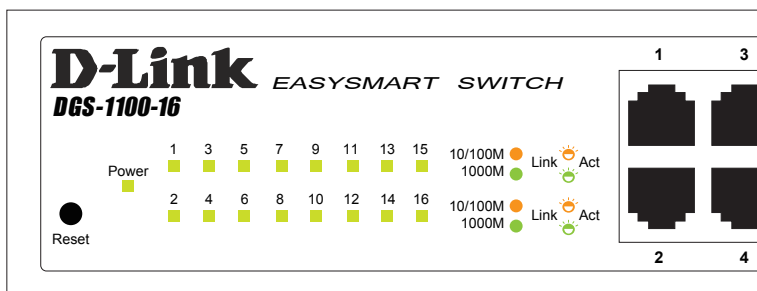 D-Link EASYSMART SWITCH
DGS-1100-16
1 3
1 3 5 7 9 11 13 15
Power
10/100M
1000M
Link Act
2 4 6 8 10 12 14 16
10/100M
1000M
Link Act
Reset
2 4